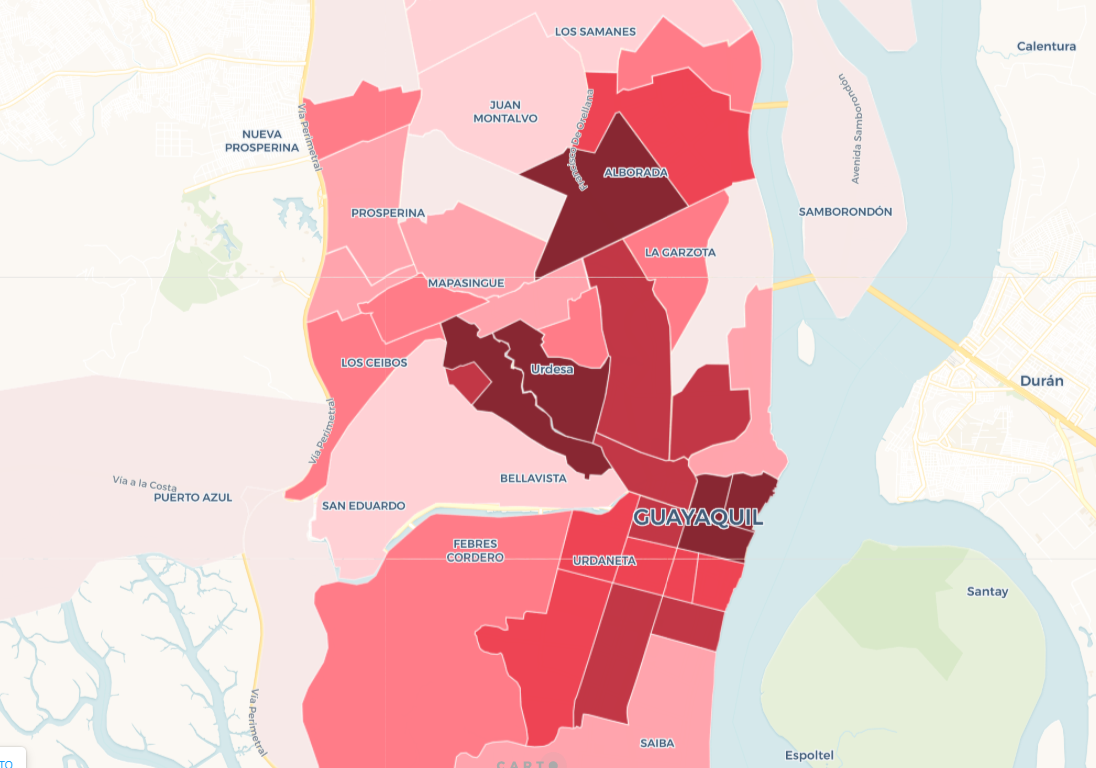 LOS SAMANES
Calentura
JUAN
MONTALVO
Francisco De Orellana
Avenida Samborondón
Vía Perimetral
NUEVA
PROSPERINA
ALBORADA
PROSPERINA
SAMBORONDÓN
LA GARZOTA
MAPASINGUE
LOS CEIBOS
Urdesa
Durán
Vía Perimetral
BELLAVISTA
Via a la Costa
PUERTO AZUL
SAN EDUARDO
GUAYAQUIL
FEBRES
CORDERO
URDANETA
Santay
Vía Perimetral
SAIBA
Espoltel
TO
CARTO